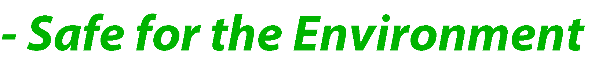 - Safe for the Environment